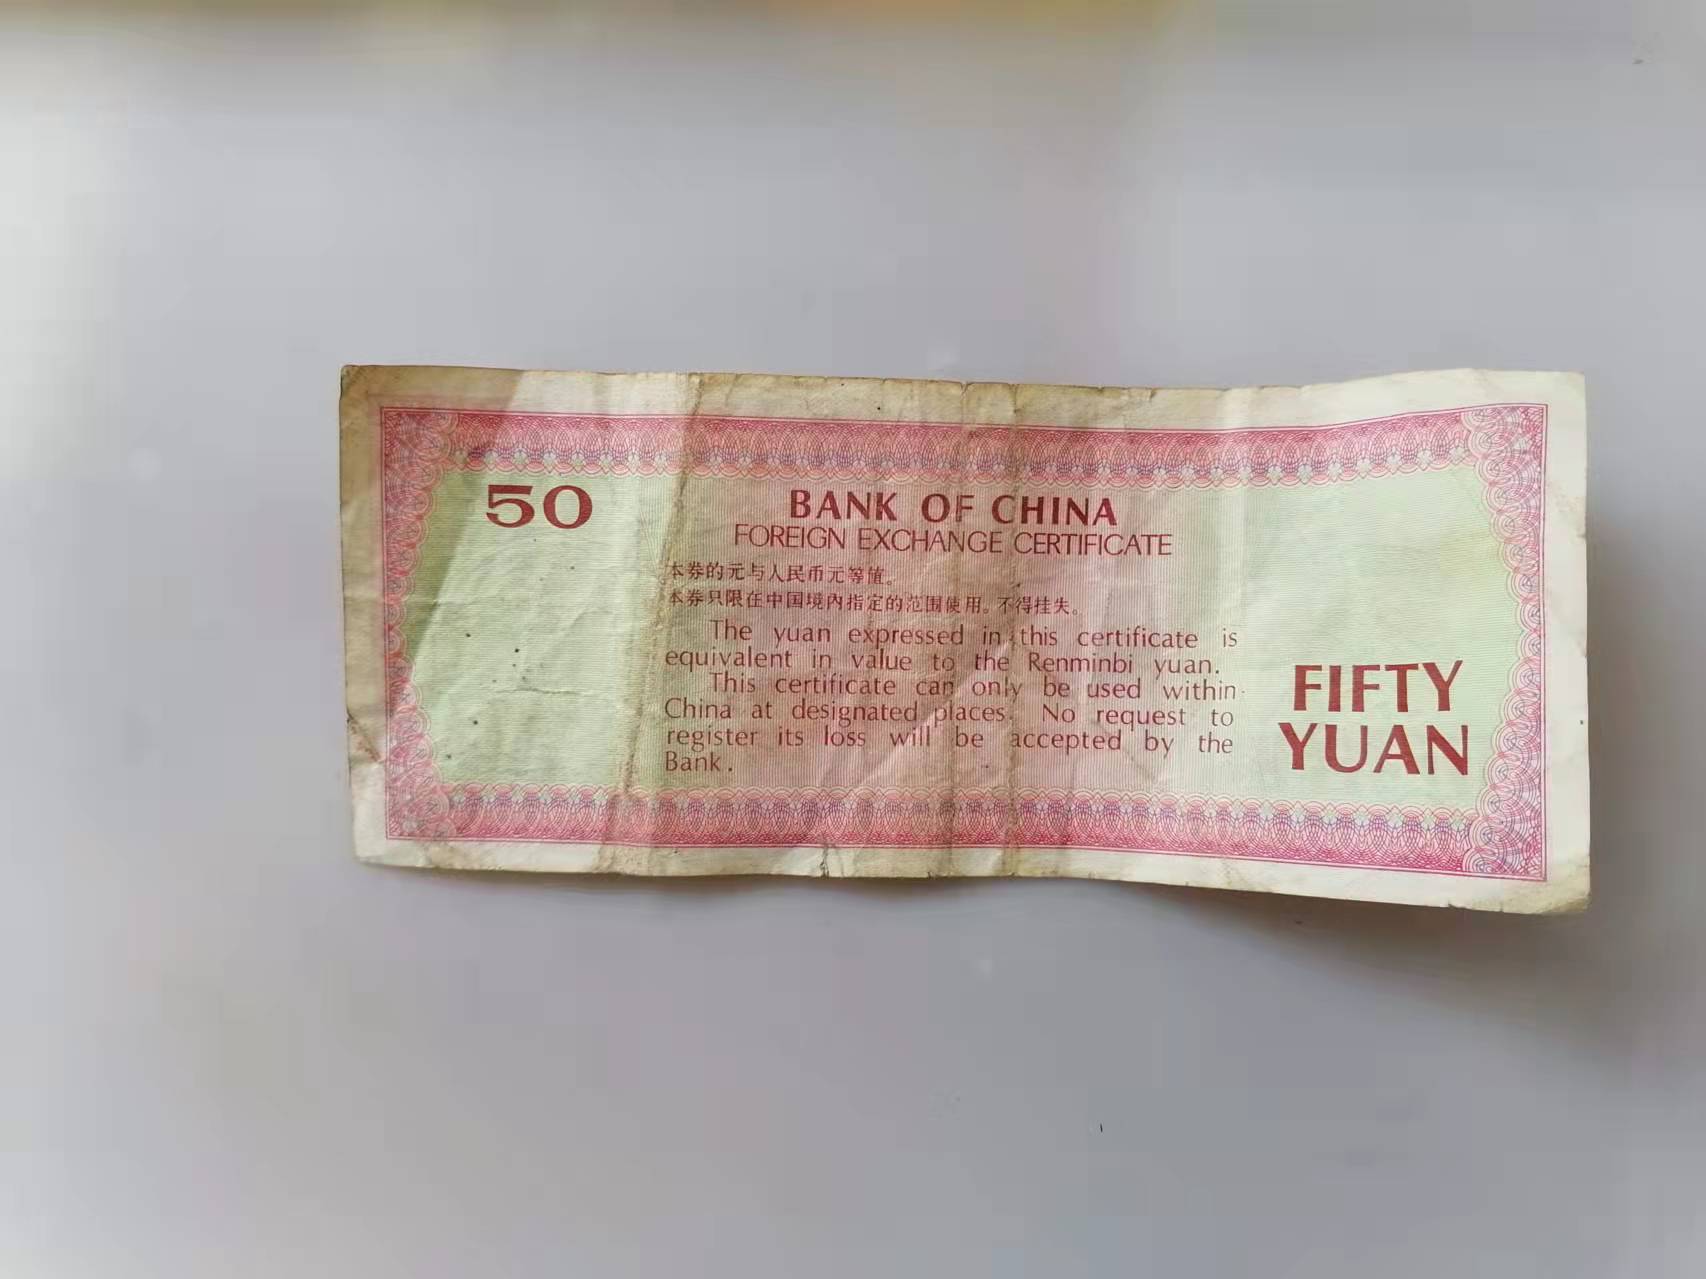 50
BANK OF CHINA
FOREIGN EXCHANGE CERTIFICATE
本券的元与人民币元等值。
本券只限在中国境内指定的范围使用。不得挂失。
The yuan expressed in this certificate is
equivalent in value to the Renminbi yuan.
This certificate can only be used within
China at designated places. No request to
register its loss will be accepted by the
Bank.
FIFTY
YUAN